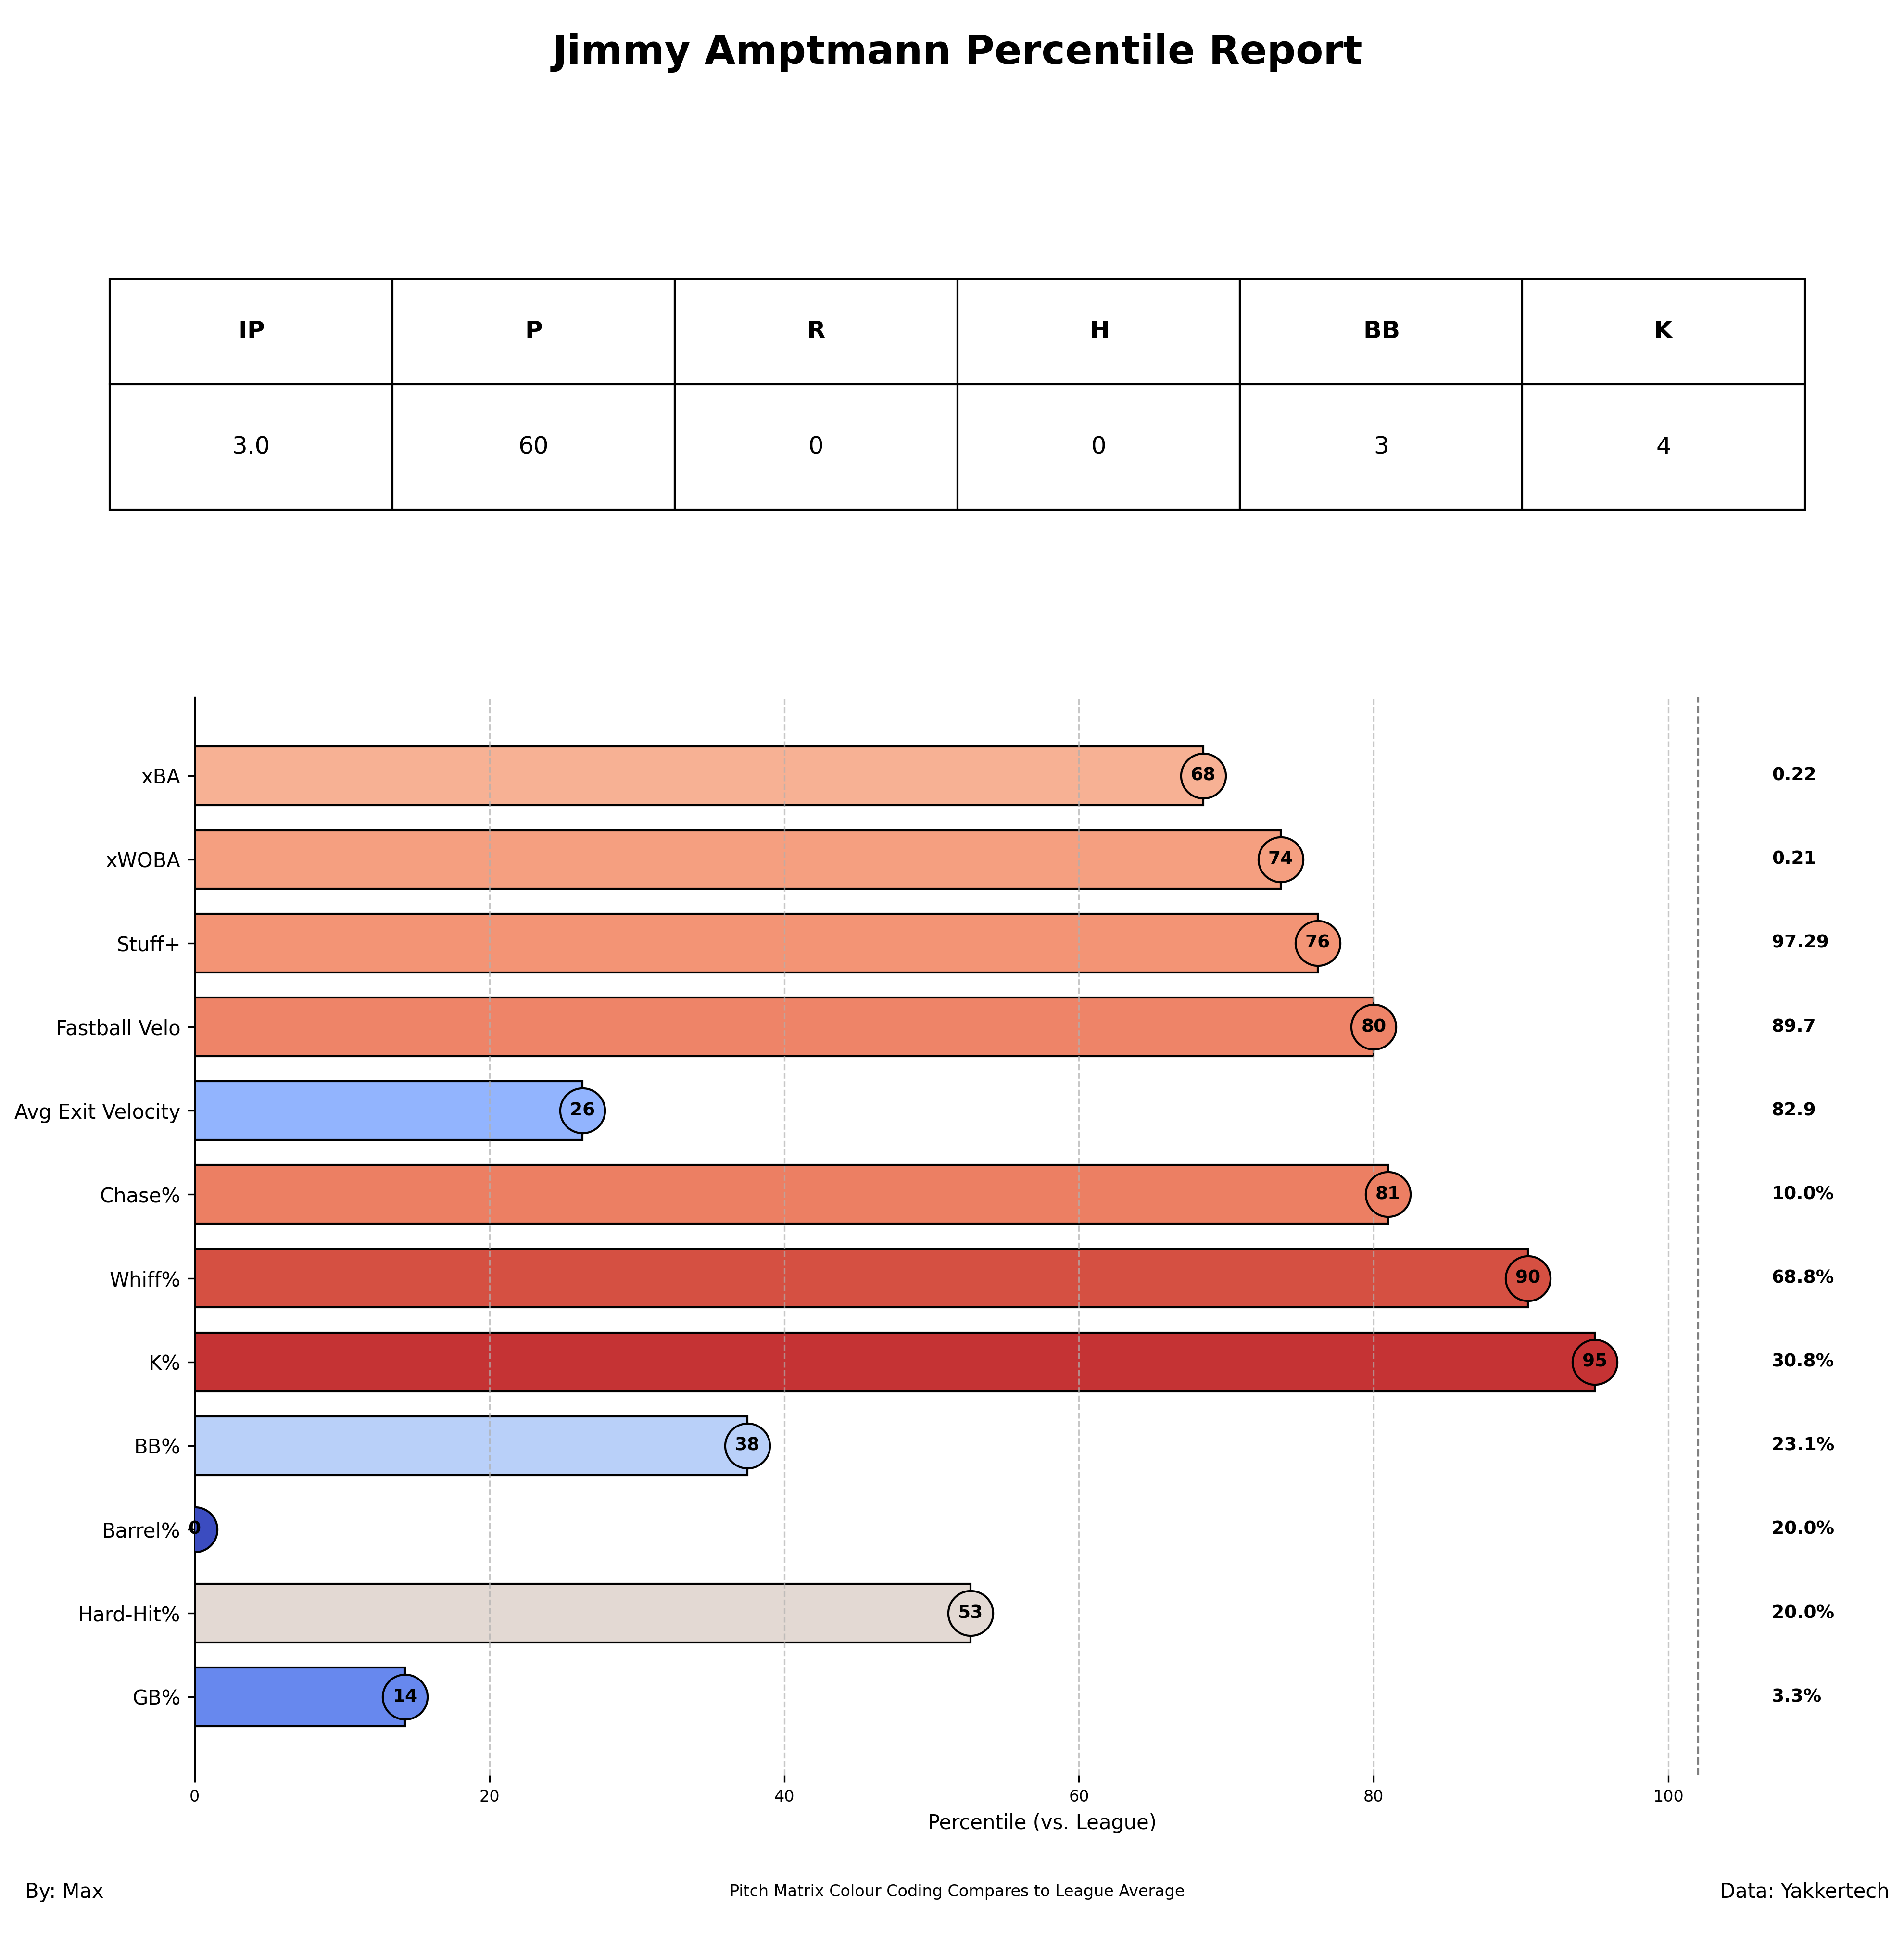 Jimmy Amptmann Percentile Report
IP P R H BB K
3.0 60 0 0 3 4
xBA 68 0.22
xWOBA 74 0.21
Stuff+ 76 97.29
Fastball Velo 80 89.7
Avg Exit Velocity 26 82.9
Chase% 81 10.0%
Whiff% 90 68.8%
K% 95 30.8%
BB% 38 23.1%
Barrel% 0 20.0%
Hard-Hit% 53 20.0%
GB% 14 3.3%
0 20 40 60 80 100
Percentile (vs. League)
By: Max Pitch Matrix Colour Coding Compares to League Average Data: Yakkertech